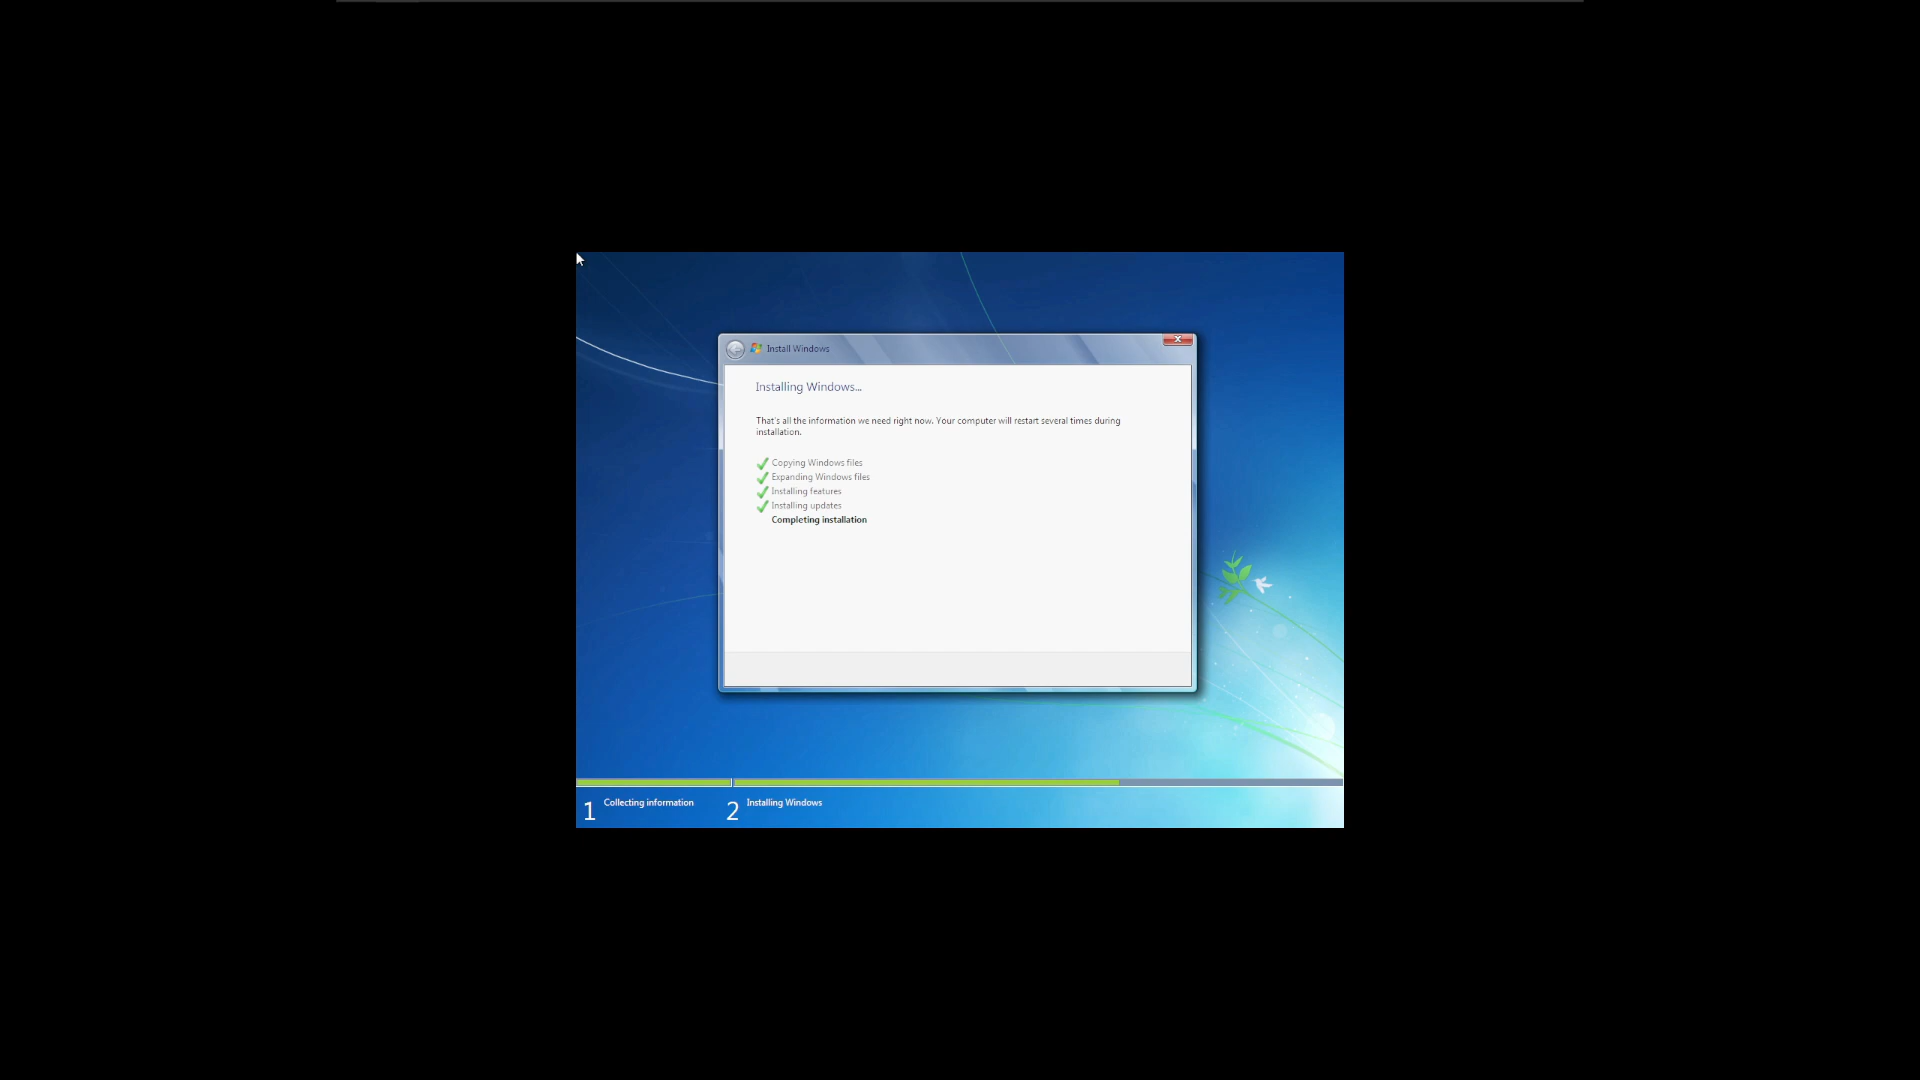 Install Windows
Installing Windows...
That's all the information we need right now. Your computer will restart several times during
installation.
Copying Windows files
Expanding Windows files
Installing features
Installing updates
Completing installation
1 Collecting information
2 Installing Windows